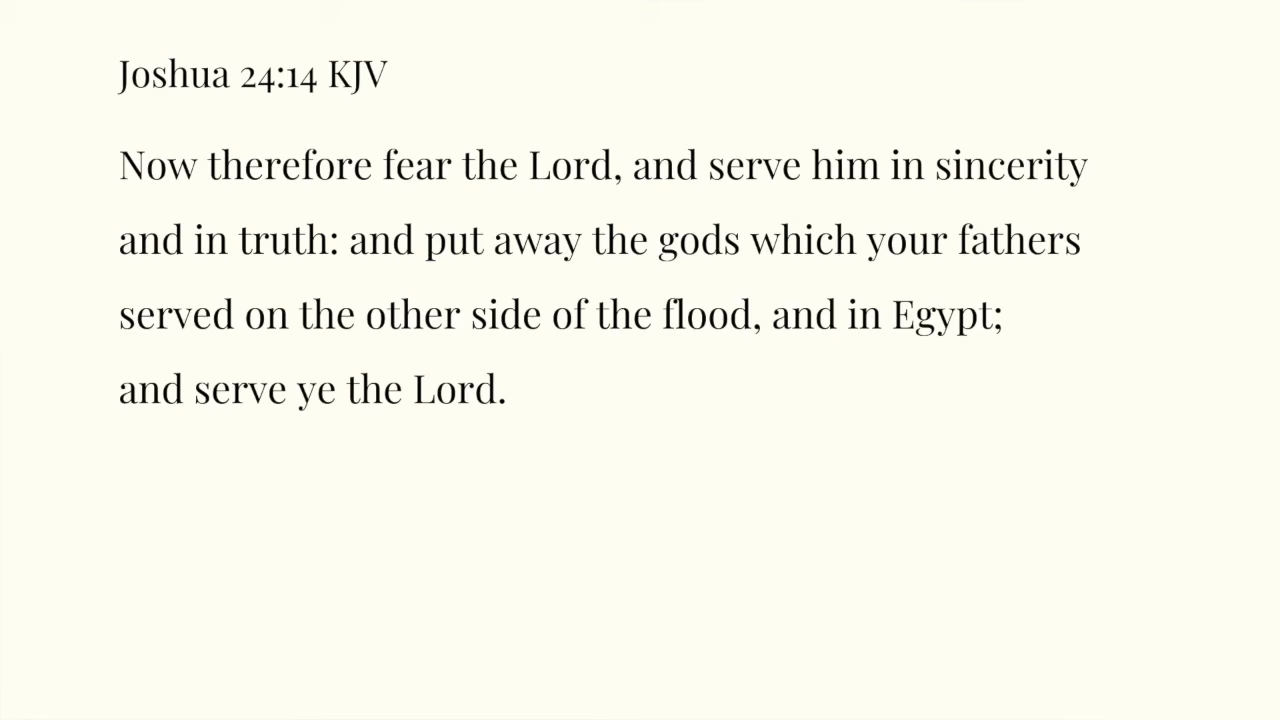 Joshua 24:14 KJV
Now therefore fear the Lord, and serve him in sincerity
and in truth: and put away the gods which your fathers
served on the other side of the flood, and in Egypt;
and serve ye the Lord.